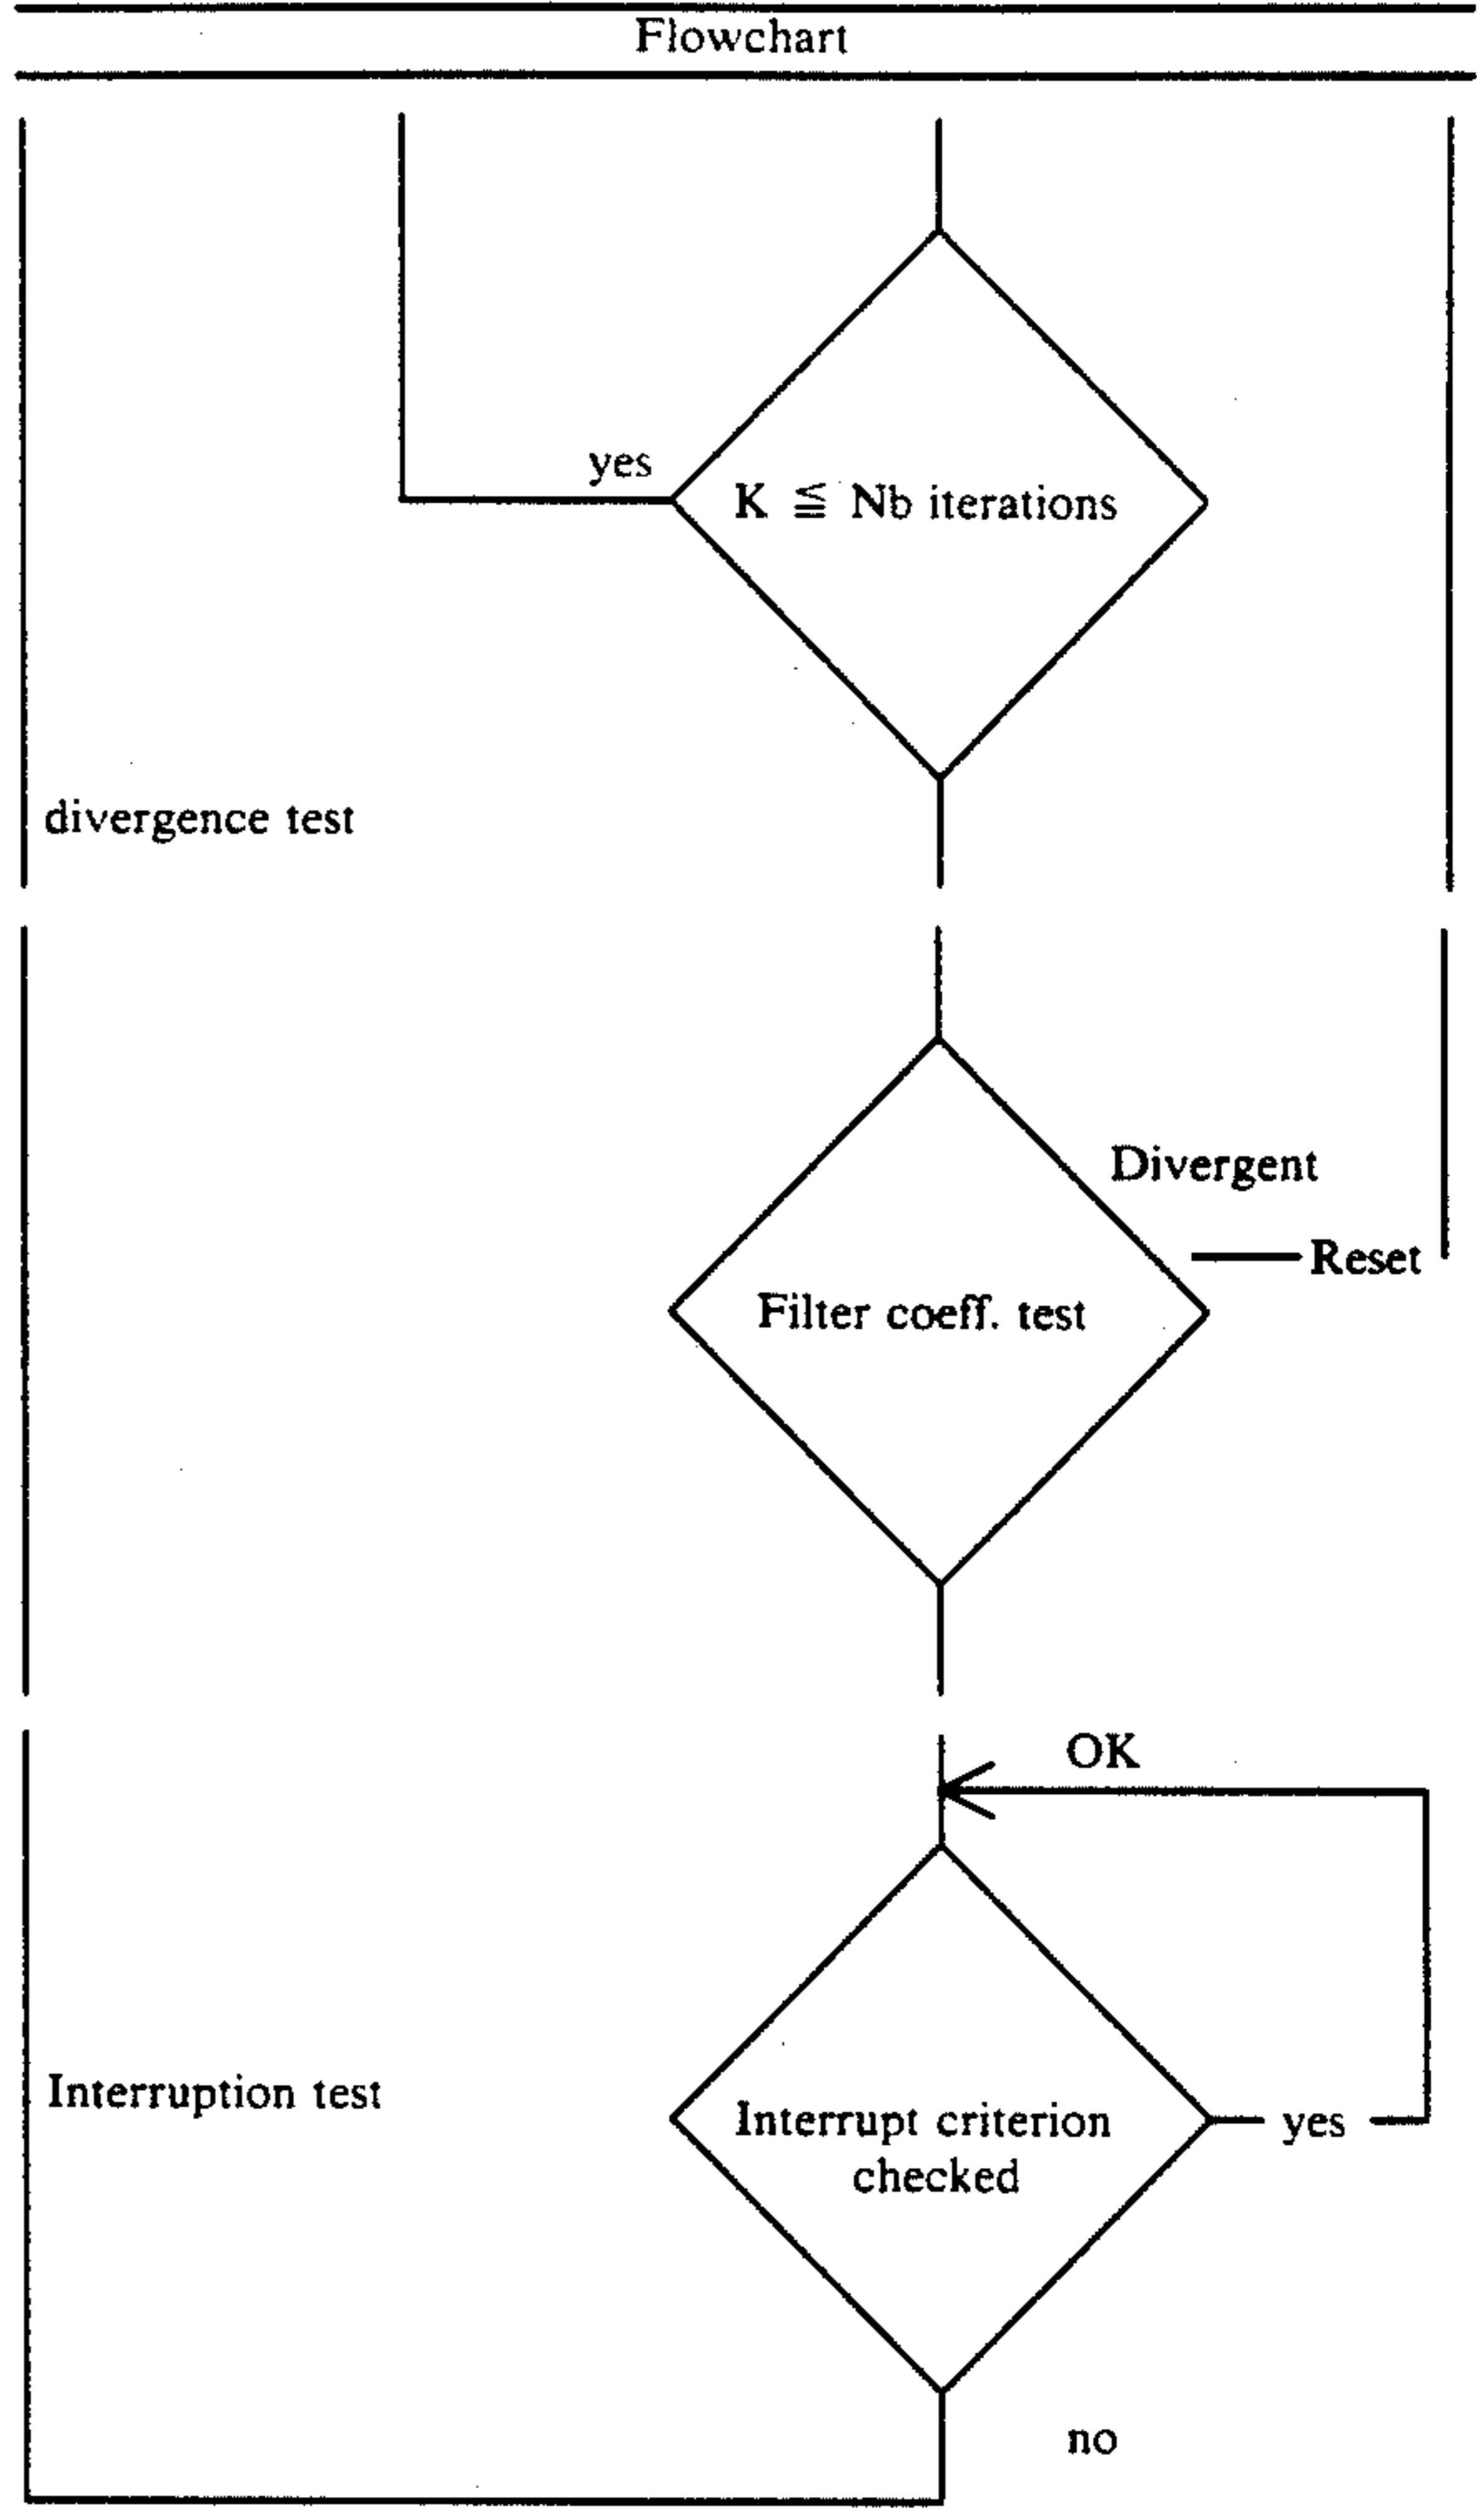 Flowchart
yes
K ≦ Nb iterations
divergence test
Divergent
Reset
Filter coeff. test
OK
Interruption test
Interrupt criterion
checked
yes
no